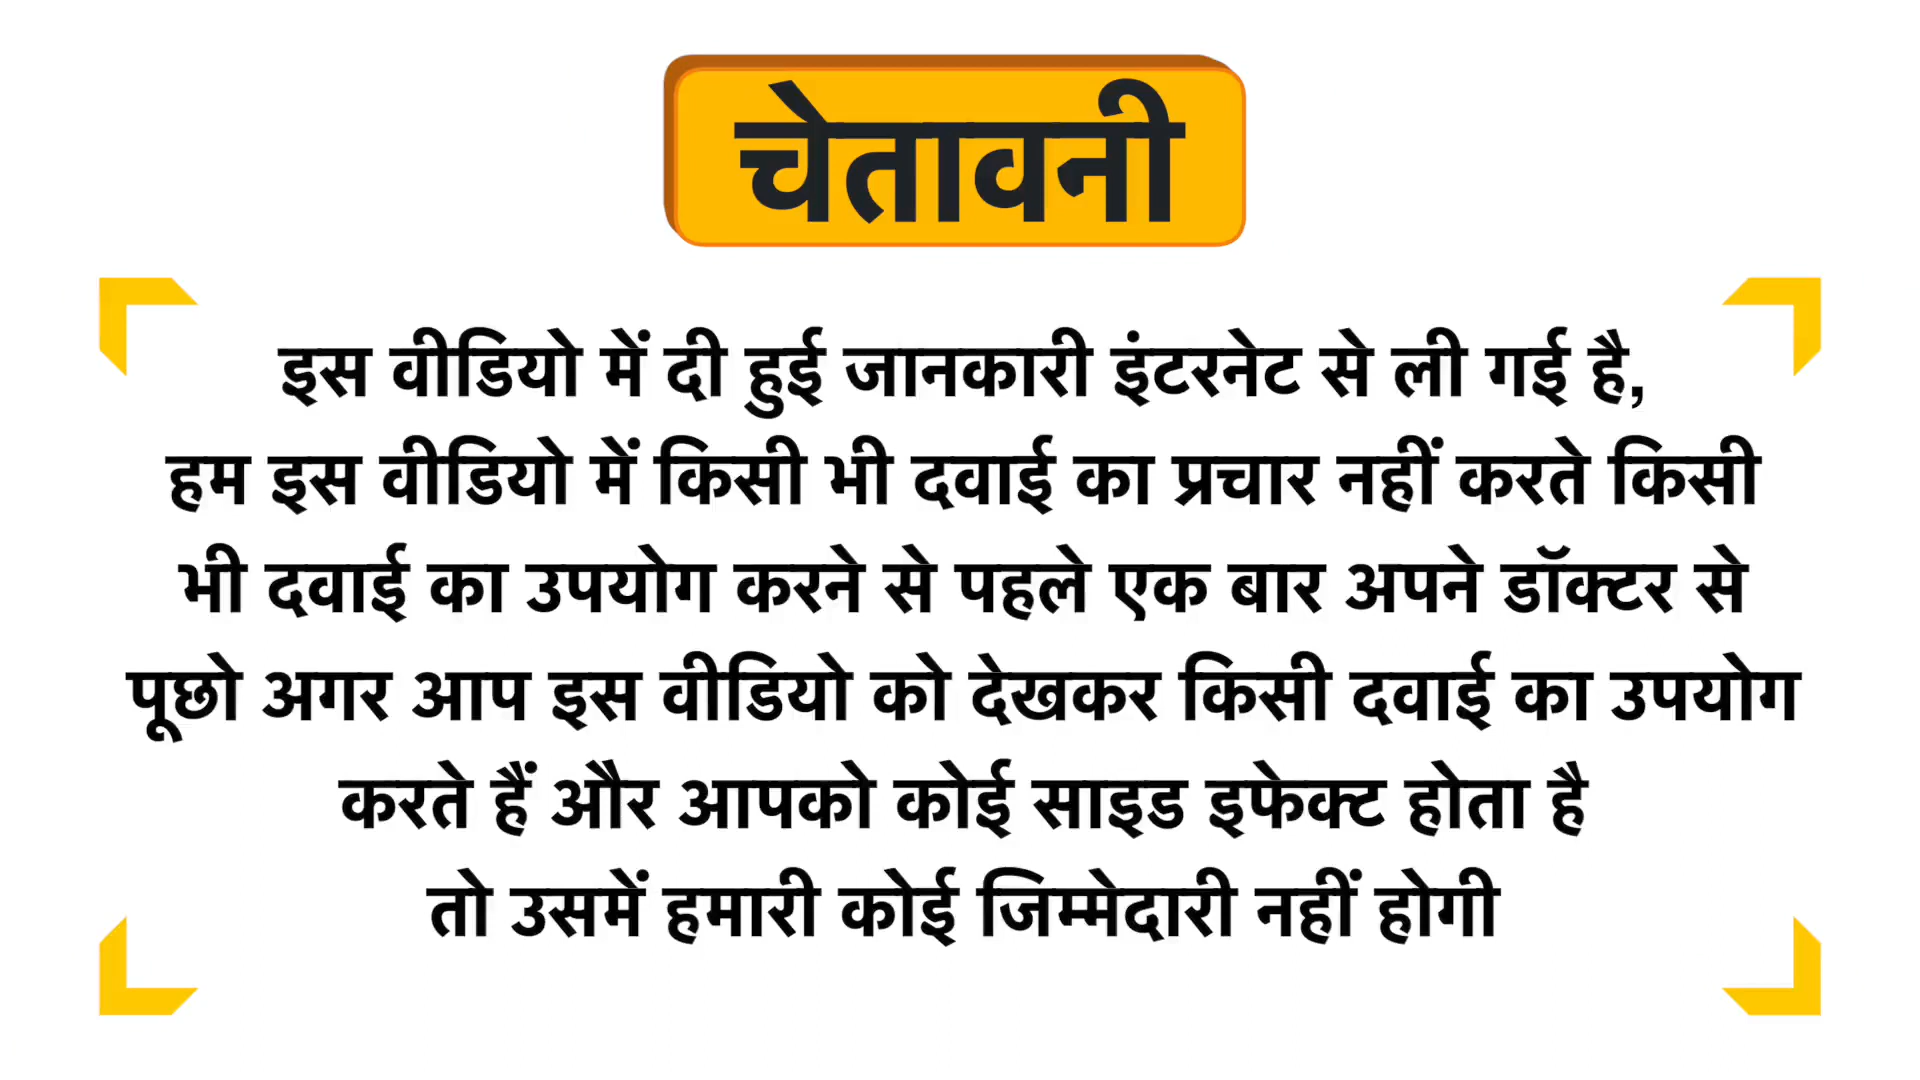 चेतावनी
इस वीडियो में दी हुई जानकारी इंटरनेट से ली गई है,
हम इस वीडियो में किसी भी दवाई का प्रचार नहीं करते किसी
भी दवाई का उपयोग करने से पहले एक बार अपने डॉक्टर से
पूछो अगर आप इस वीडियो को देखकर किसी दवाई का उपयोग
करते हैं और आपको कोई साइड इफेक्ट होता है
तो उसमें हमारी कोई जिम्मेदारी नहीं होगी